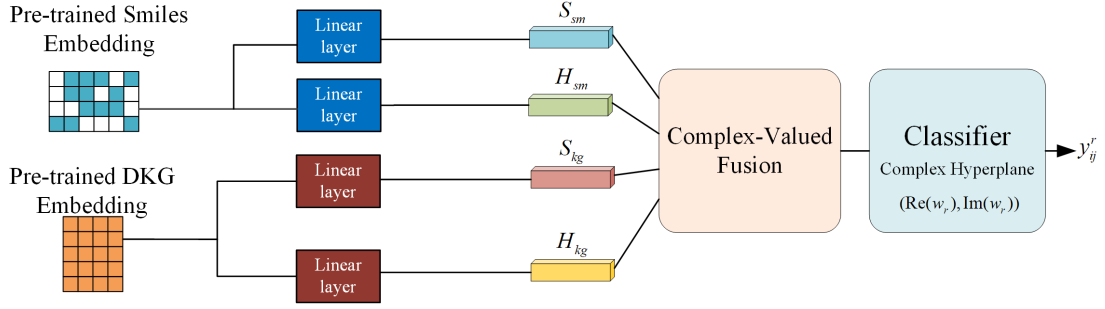 Pre-trained Smiles
Embedding
Linear
layer
S_sm
Linear
layer
H_sm
Pre-trained DKG
Embedding
Linear
layer
S_kg
Linear
layer
H_kg
Complex-Valued
Fusion
Classifier
Complex Hyperplane
(Re(w_r),Im(w_r))
y_ij^r